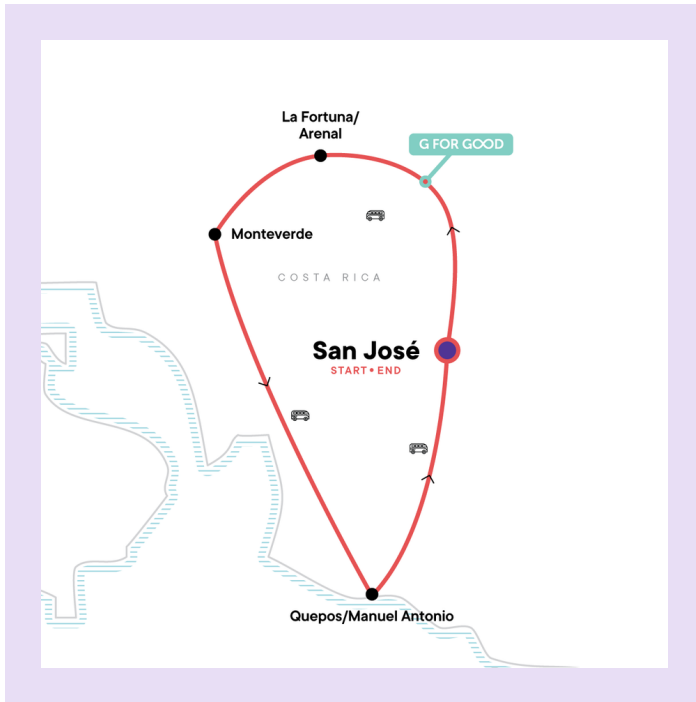 La Fortuna/
Arenal
G FOR GOOD
Monteverde
COSTA RICA
San José
START•END
Quepos/Manuel Antonio